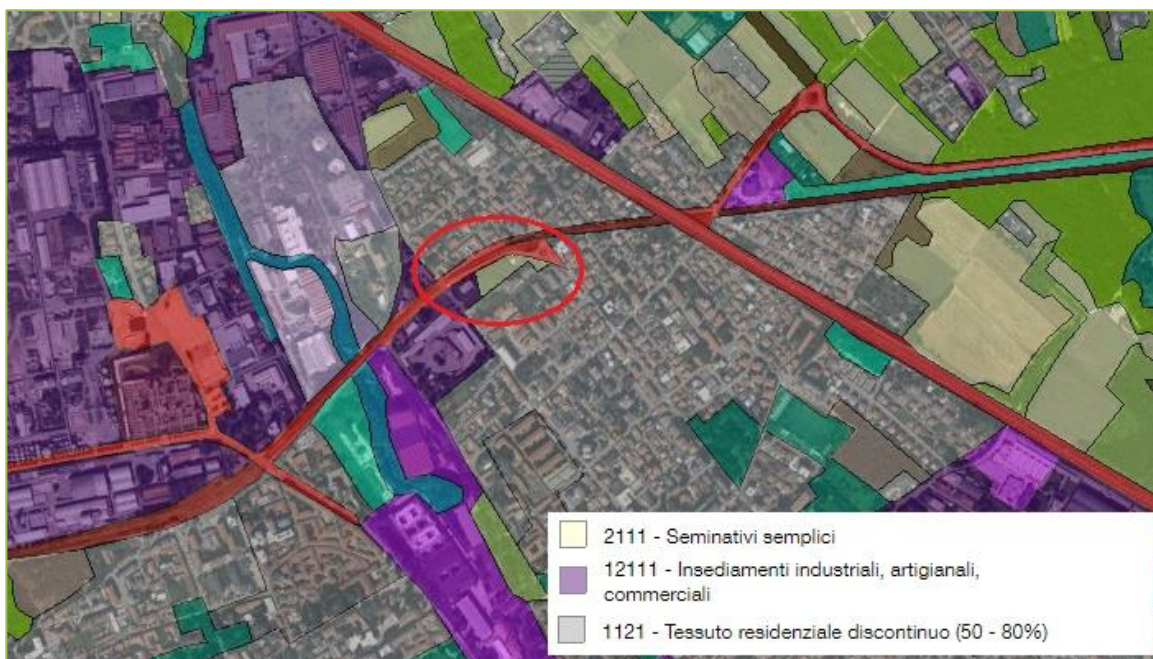 2111 - Seminativi semplici
12111 - Insediamenti industriali, artigianali,
commerciali
1121 - Tessuto residenziale discontinuo (50 - 80%)